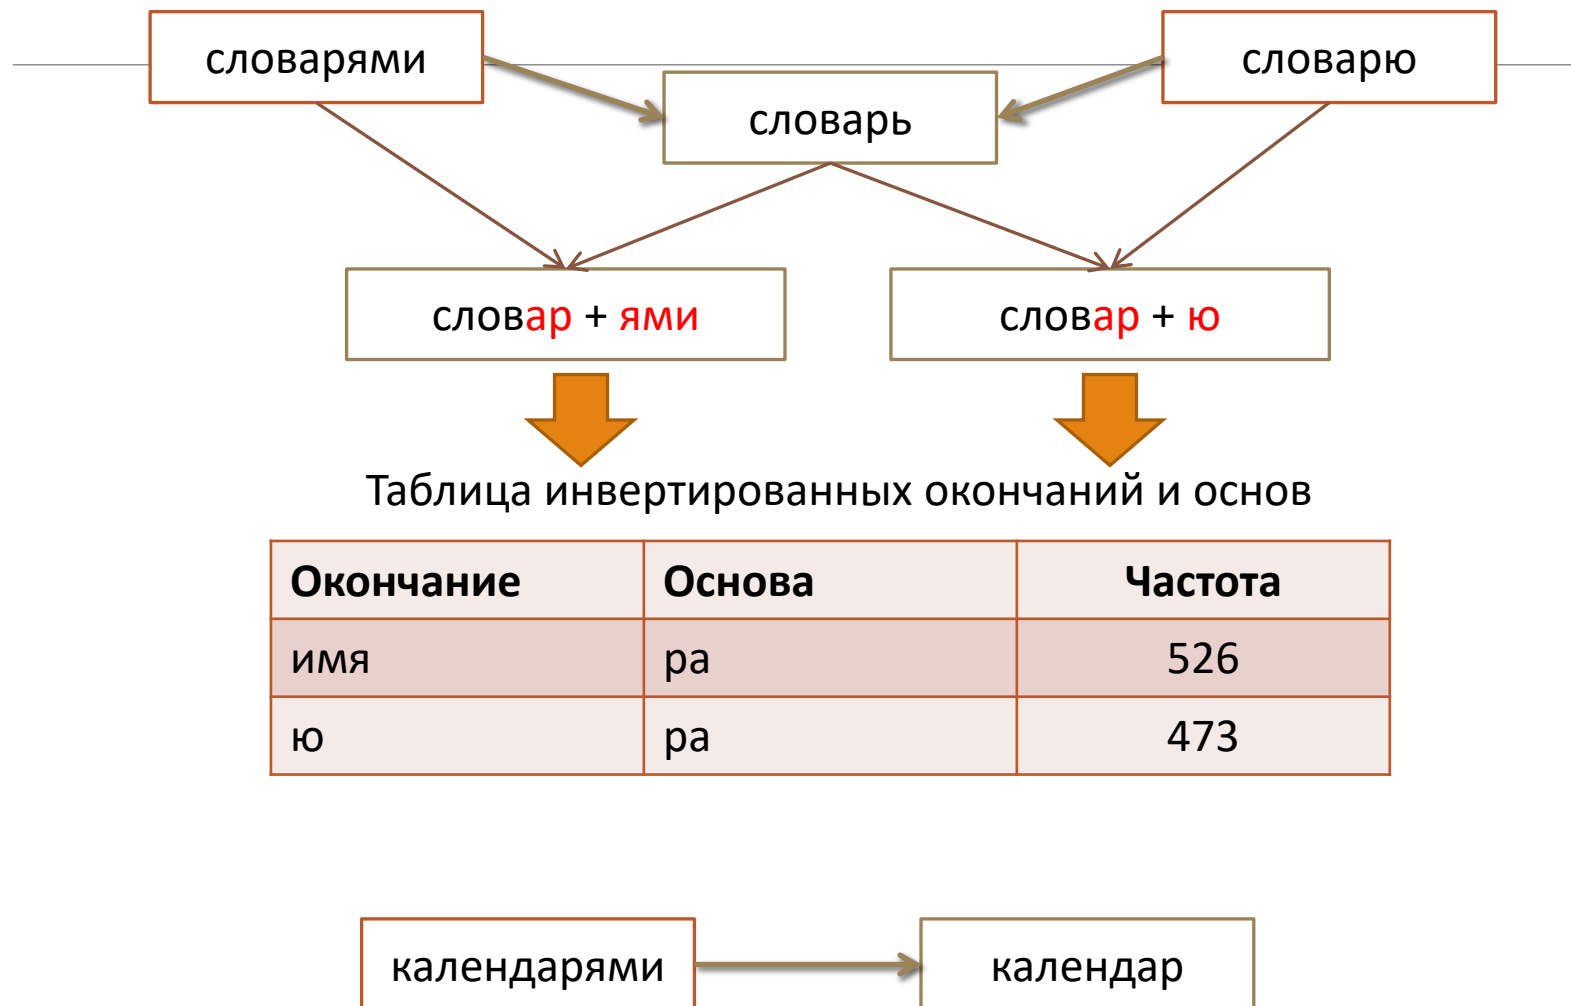 словарями
словарю
словарь
словар + ями
словар + ю
Таблица инвертированных окончаний и основ
Окончание Основа Частота
имя ра 526
ю ра 473
календарями
календар